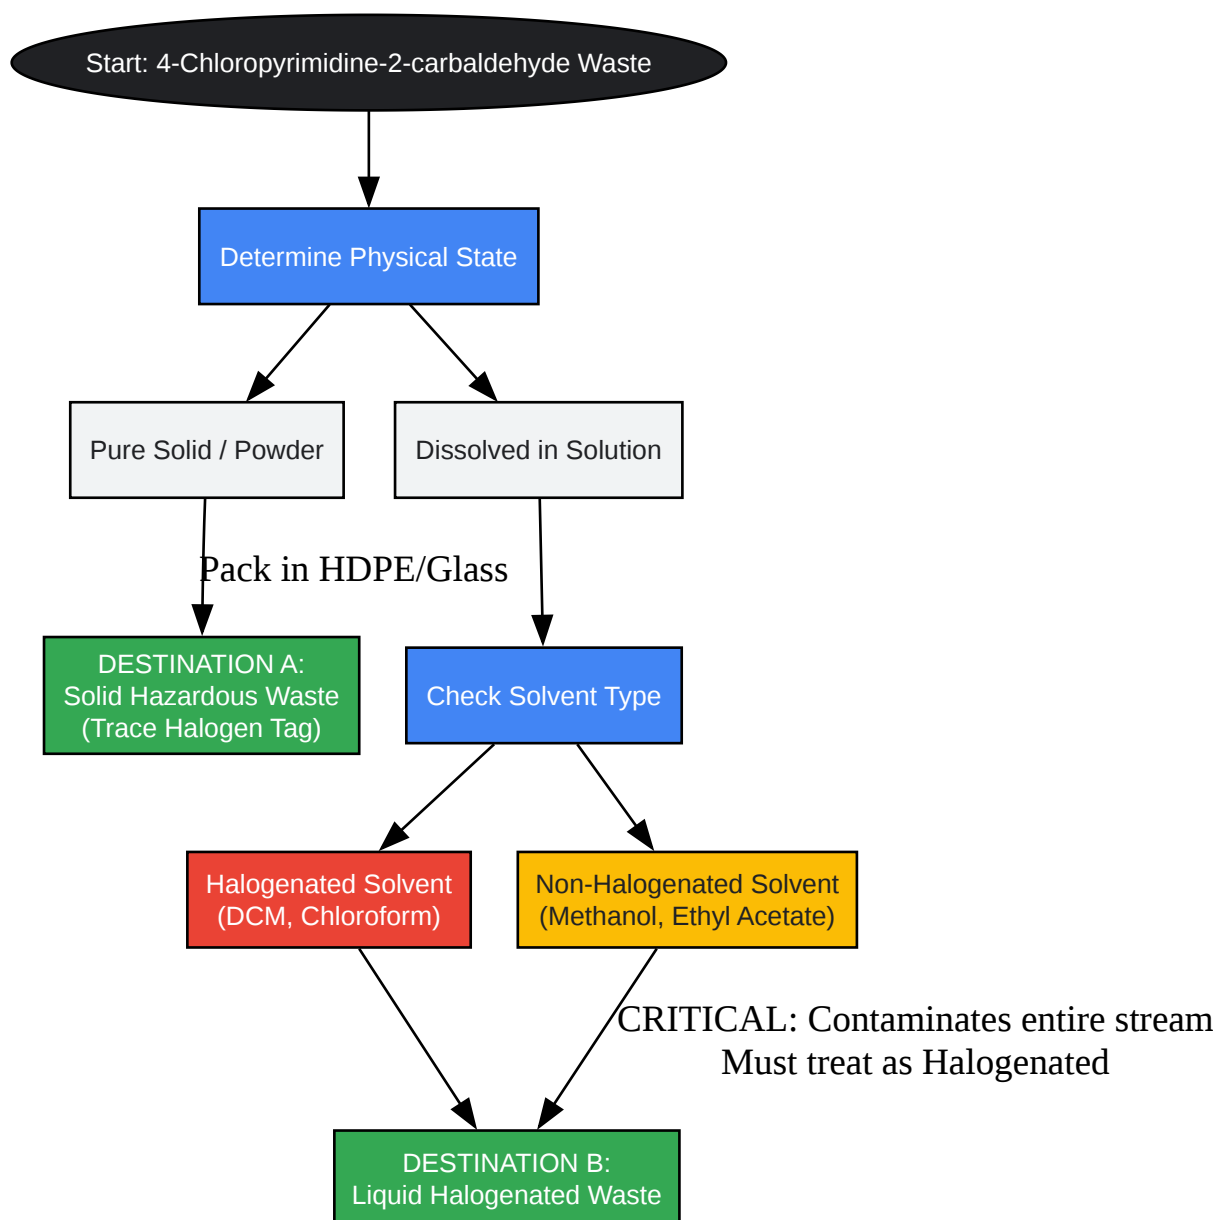 Start: 4-Chloropyrimidine-2-carbaldehyde Waste
Determine Physical State
Pure Solid / Powder
Dissolved in Solution
Pack in HDPE/Glass
DESTINATION A:
Solid Hazardous Waste
(Trace Halogen Tag)
Check Solvent Type
Halogenated Solvent
(DCM, Chloroform)
Non-Halogenated Solvent
(Methanol, Ethyl Acetate)
CRITICAL: Contaminates entire stream
Must treat as Halogenated
DESTINATION B:
Liquid Halogenated Waste